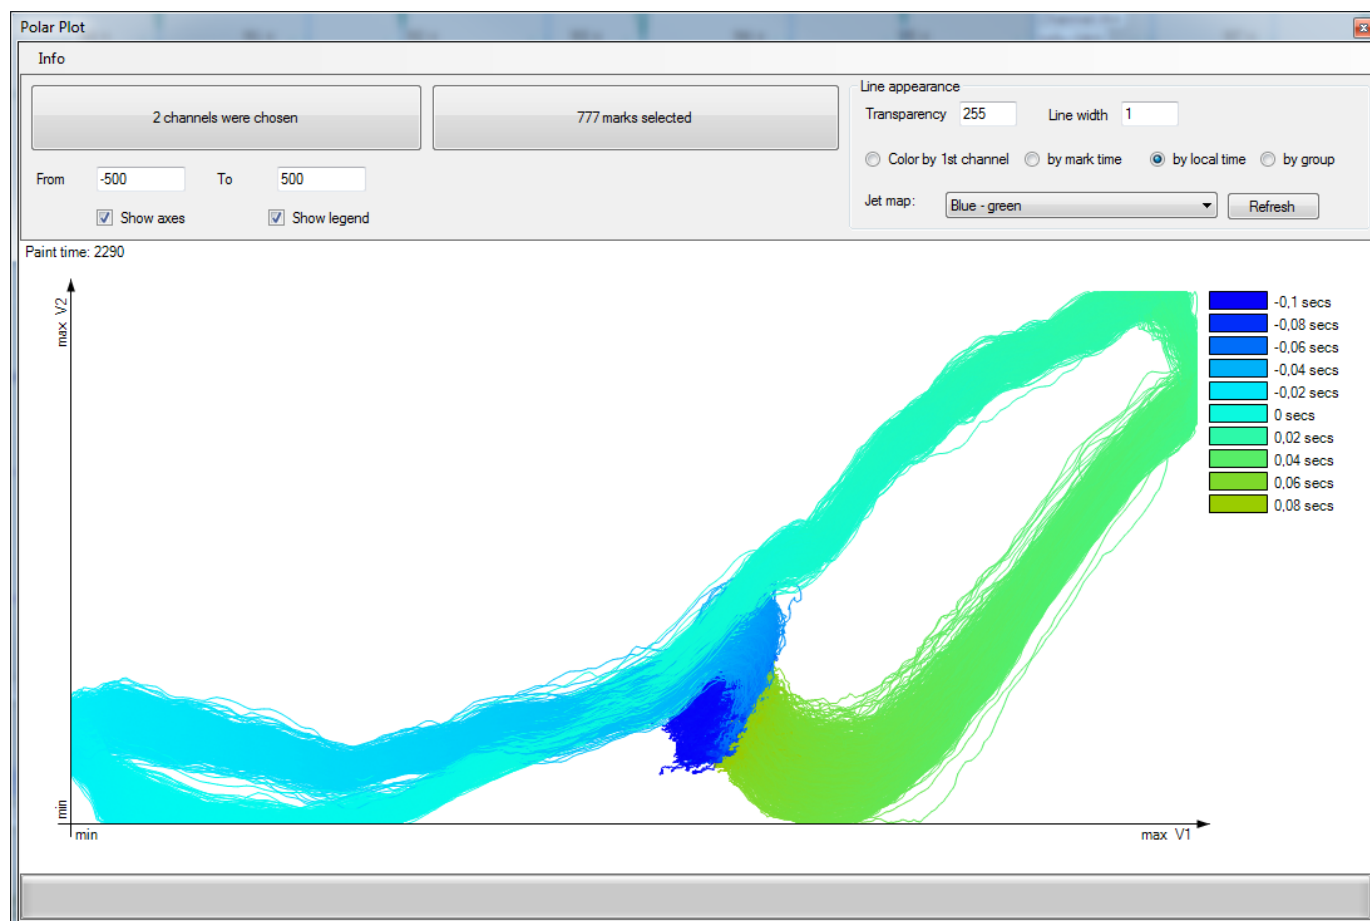 Polar Plot
Info
2 channels were chosen
777 marks selected
Line appearance
Transparency 255 Line width 1
Color by 1st channel by mark time by local time by group
From -500 To 500
Jet map: Blue - green Refresh
Show axes Show legend
Paint time: 2290
max V2
min
min
max V1
-0,1 secs
-0,08 secs
-0,06 secs
-0,04 secs
-0,02 secs
0 secs
0,02 secs
0,04 secs
0,06 secs
0,08 secs